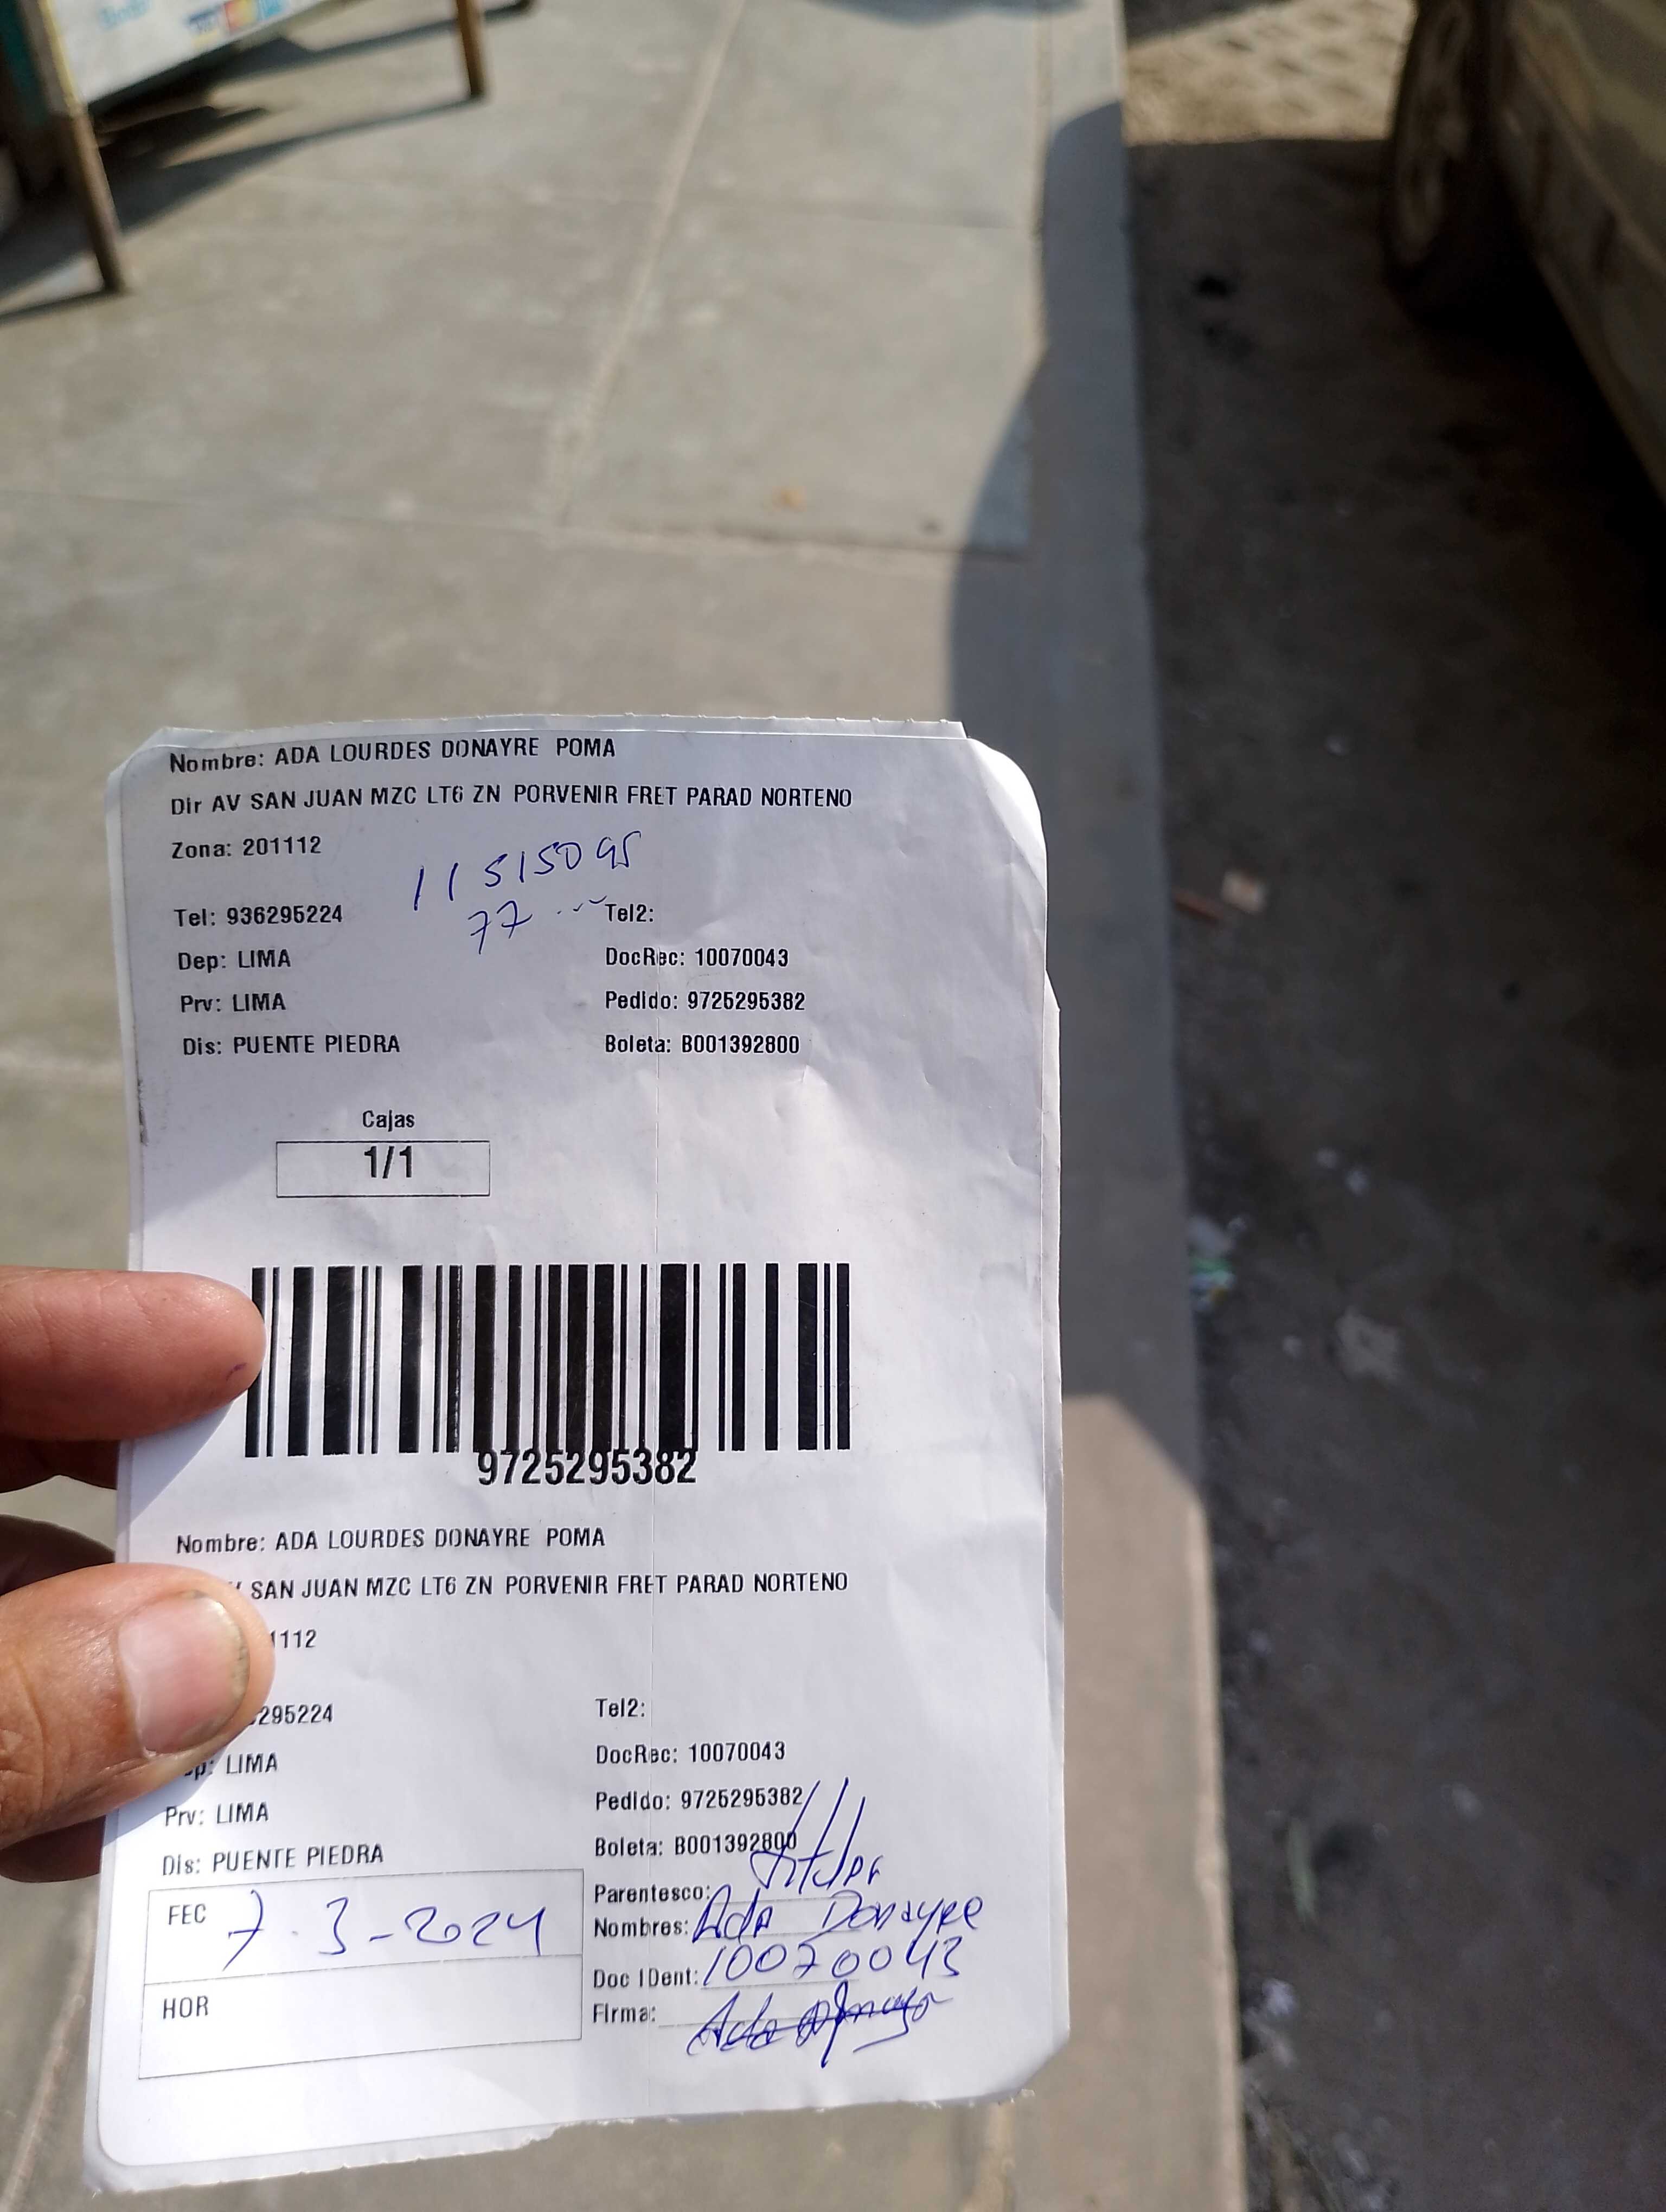 Nombre: ADA LOURDES DONAYRE POMA
Dir AV SAN JUAN MZC LT6 ZN PORVENIR FRET PARAD NORTENO
Zona: 201112
11515095
77
Tel: 936295224
Tel2:
Dep: LIMA
DocRec: 10070043
Prv: LIMA
Pedido: 9725295382
Dis: PUENTE PIEDRA
Boleta: B001392800
Cajas
1/1
9725295382
Nombre: ADA LOURDES DONAYRE POMA
SAN JUAN MZC LT6 ZN PORVENIR FRET PARAD NORTENO
1112
295224
Tel2:
p: LIMA
DocRec: 10070043
Prv: LIMA
Pedido: 9725295382
Dis: PUENTE PIEDRA
Boleta: B001392800
Parentesco: titular
FEC 7-3-2024
Nombres: Ada Donayre
Doc IDent: 10070043
HOR
Firma: